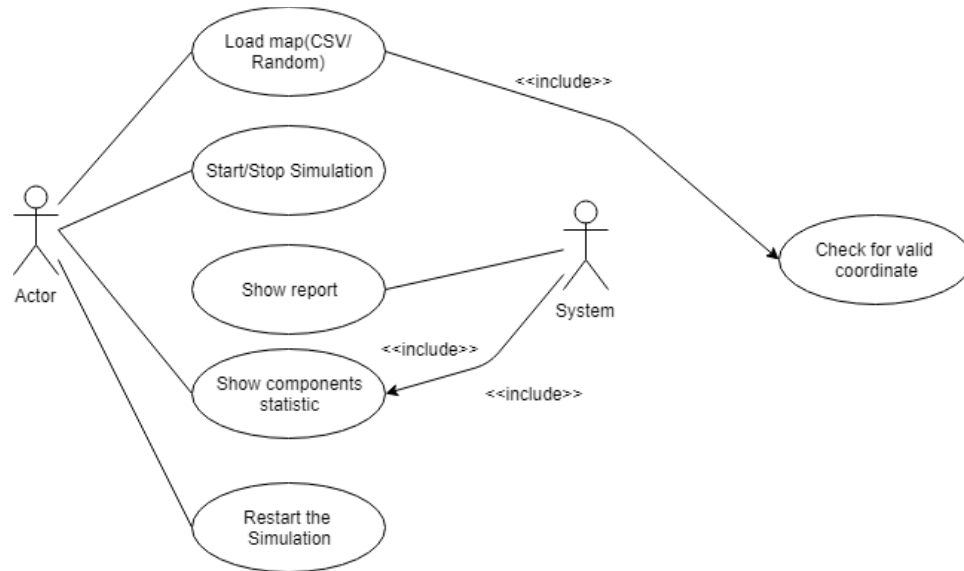 Load map(CSV/
Random)
<<include>>
Start/Stop Simulation
Check for valid
coordinate
Actor
Show report
System
<<include>>
Show components
statistic
<<include>>
Restart the
Simulation